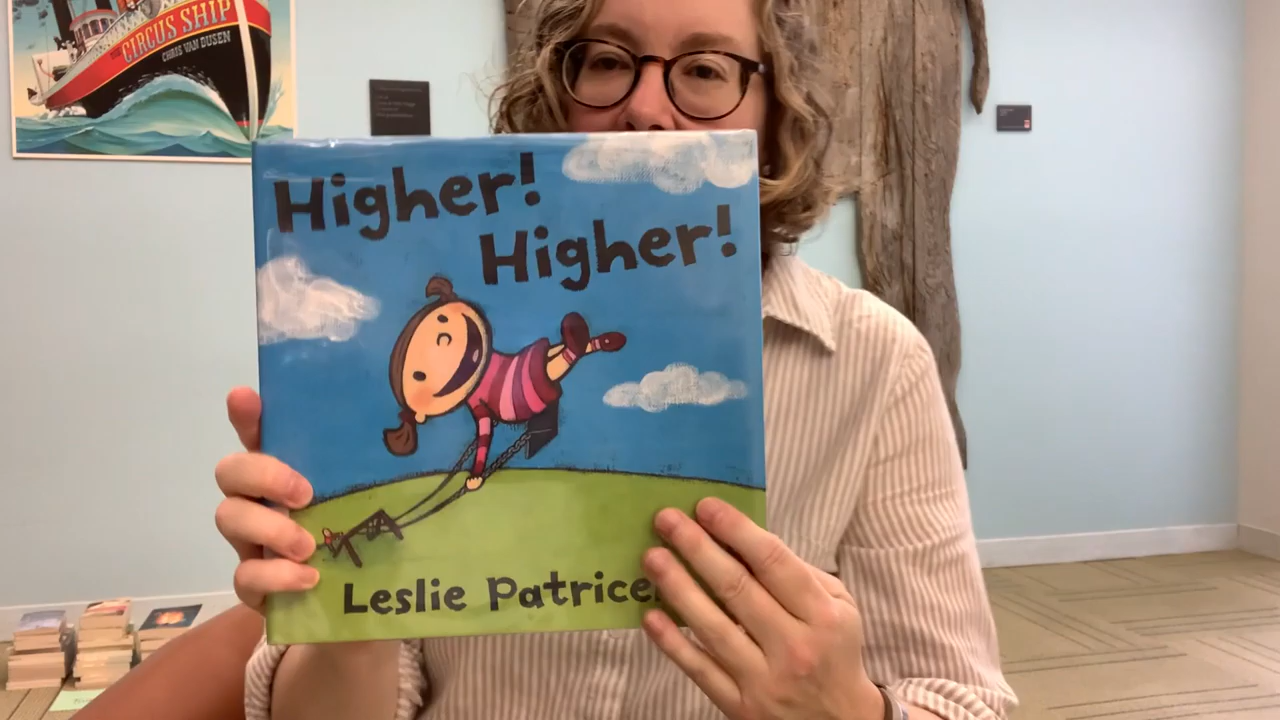 CIRCUS SHIP
CHRIS VAN DUSEN
Higher!
Higher!
Leslie Patrice